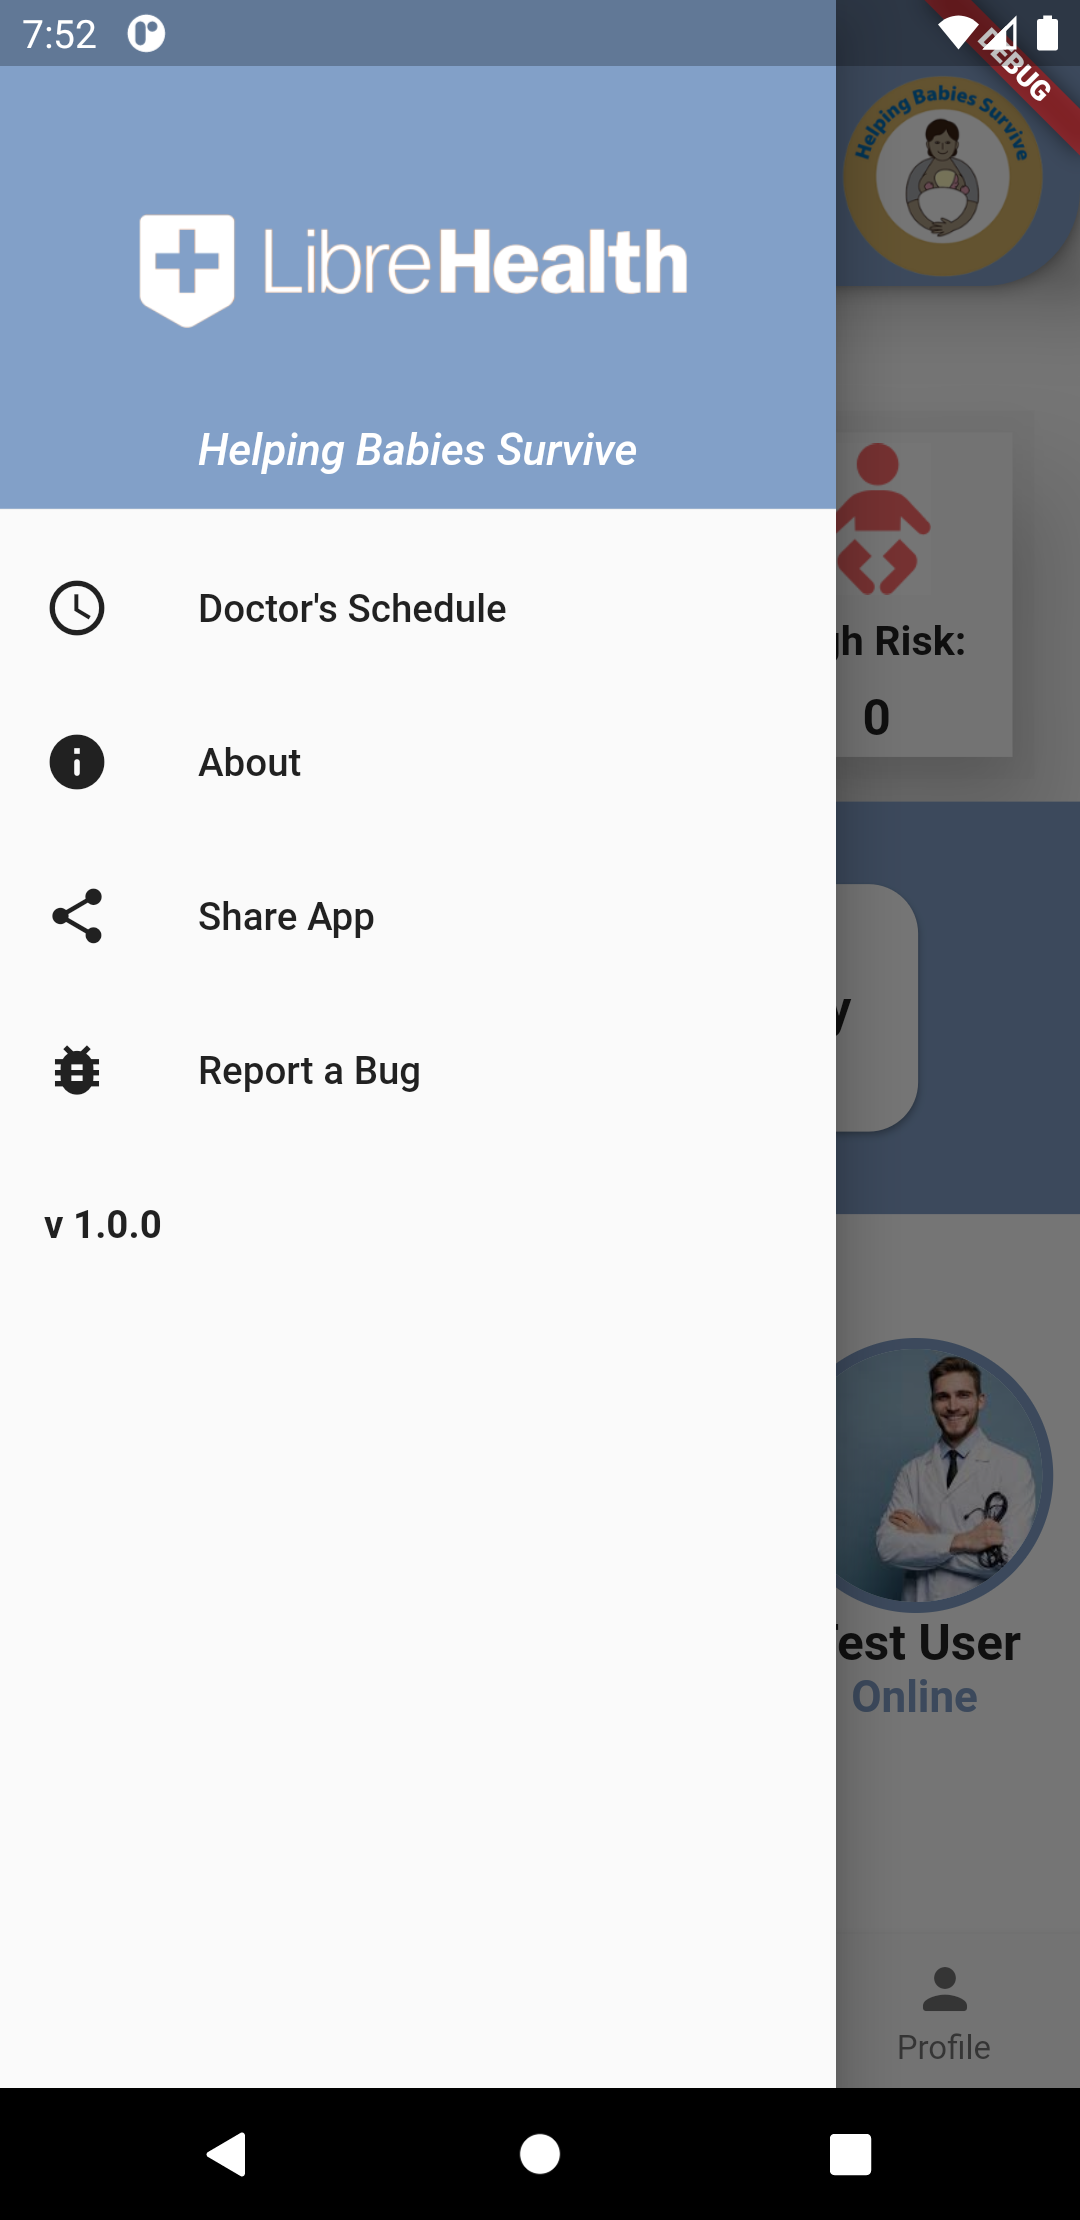 7:52
DEBUG
Helping Babies Survive
LibreHealth
Helping Babies Survive
Doctor's Schedule
About
Share App
Report a Bug
v 1.0.0
Risk:
0
User
Online
Profile